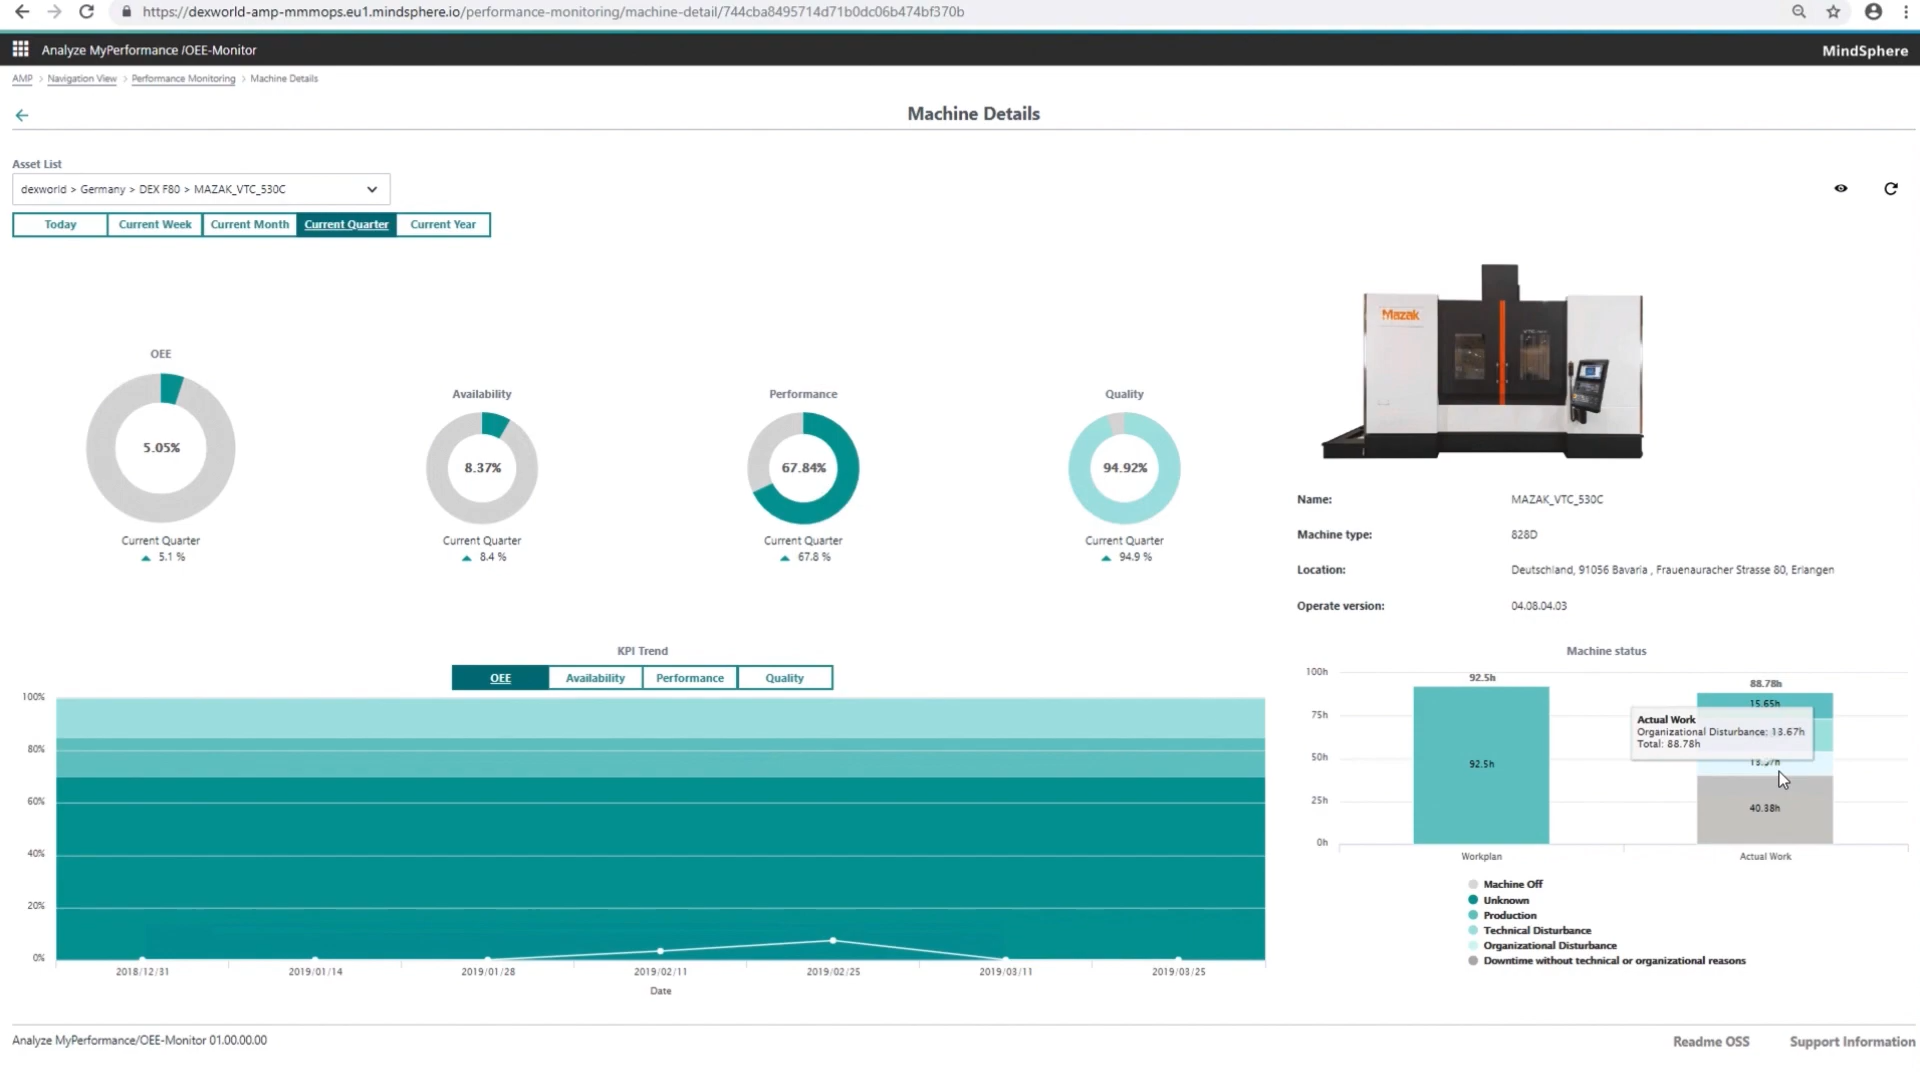 https://dexworld-amp-mmmops.eu1.mindsphere.io/performance-monitoring/machine-detail/744cba8495714d71b0dc06b474bf370b
Analyze MyPerformance /OEE-Monitor
MindSphere
AMP > Navigation View > Performance Monitoring > Machine Details
Machine Details
Asset List
dexworld > Germany > DEX F80 > MAZAK_VTC_530C
Today Current Week Current Month Current Quarter Current Year
Mazak
OEE
5.05%
Current Quarter
5.1 %
Availability
8.37%
Current Quarter
8.4 %
Performance
67.84%
Current Quarter
67.8 %
Quality
94.92%
Current Quarter
94.9 %
Name: MAZAK_VTC_530C
Machine type: 828D
Location: Deutschland, 91056 Bavaria , Frauenauracher Strasse 80, Erlangen
Operate version: 04.08.04.03
KPI Trend
OEE Availability Performance Quality
100%
80%
60%
40%
20%
0%
2018/12/31 2019/01/14 2019/01/28 2019/02/11 2019/02/25 2019/03/11 2019/03/25
Date
Machine status
100h
75h
50h
25h
0h
92.5h
92.5h
88.78h
15.65h
Actual Work
Organizational Disturbance: 13.67h
Total: 88.78h
40.38h
Workplan Actual Work
Machine Off
Unknown
Production
Technical Disturbance
Organizational Disturbance
Downtime without technical or organizational reasons
Analyze MyPerformance/OEE-Monitor 01.00.00.00
Readme OSS Support Information